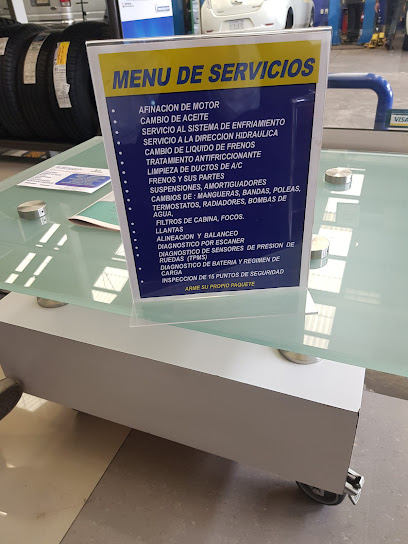 MENU DE SERVICIOS
AFINACION DE MOTOR
CAMBIO DE ACEITE
SERVICIO AL SISTEMA DE ENFRIAMIENTO
SERVICIO A LA DIRECCION HIDRAULICA
CAMBIO DE LIQUIDO DE FRENOS
TRATAMIENTO ANTIFRICCIONANTE
LIMPIEZA DE DUCTOS DE A/C
FRENOS Y SUS PARTES
SUSPENSIONES, AMORTIGUADORES
CAMBIOS DE : MANGUERAS, BANDAS, POLEAS,
TERMOSTATOS, RADIADORES, BOMBAS DE
AGUA,
FILTROS DE CABINA, FOCOS.
LLANTAS
ALINEACION Y BALANCEO
DIAGNOSTICO POR ESCANER
DIAGNOSTICO DE SENSORES DE PRESION DE
RUEDAS (TPMS)
DIAGNOSTICO DE BATERIA Y REGIMEN DE
CARGA
INSPECCION DE 15 PUNTOS DE SEGURIDAD
ARME SU PROPIO PAQUETE
VISA